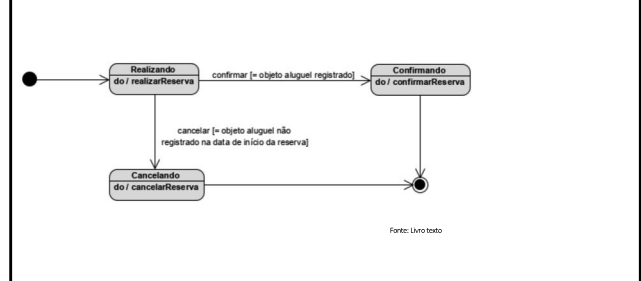 Realizando
do / realizarReserva
confirmar [= objeto aluguel registrado]
Confirmando
do / confirmarReserva
cancelar [= objeto aluguel não
registrado na data de início da reserva]
Cancelando
do / cancelarReserva
Fonte: Livro texto